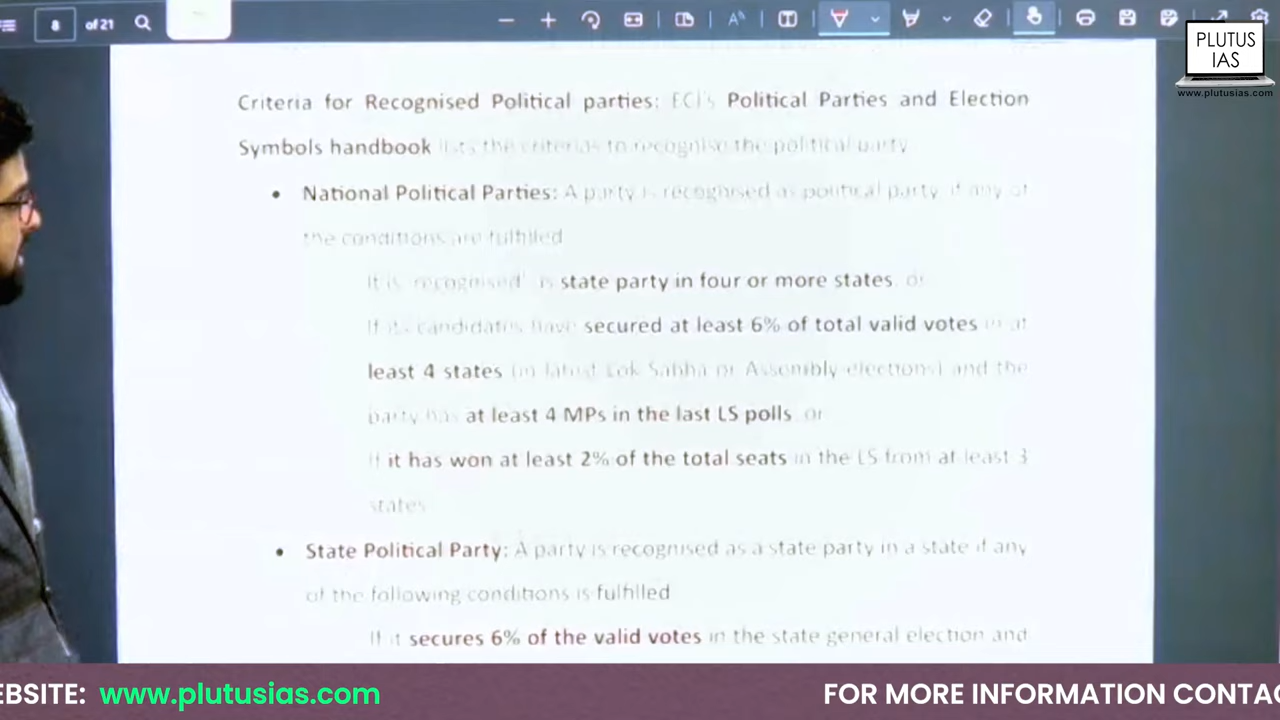 8 of 21
PLUTUS
IAS
www.plutusias.com
Criteria for Recognised Political parties: ECI's Political Parties and Election
Symbols handbook lists the criterias to recognise the political party
• National Political Parties: A party is recognised as political party if any of
the conditions are fulfilled
It is 'recognised' is state party in four or more states, or
If its candidates have secured at least 6% of total valid votes in at
least 4 states (in latest Lok Sabha or Assembly elections) and the
party has at least 4 MPs in the last LS polls, or
If it has won at least 2% of the total seats in the LS from at least 3
states
• State Political Party: A party is recognised as a state party in a state if any
of the following conditions is fulfilled
If it secures 6% of the valid votes in the state general election and
EBSITE: www.plutusias.com
FOR MORE INFORMATION CONTAC